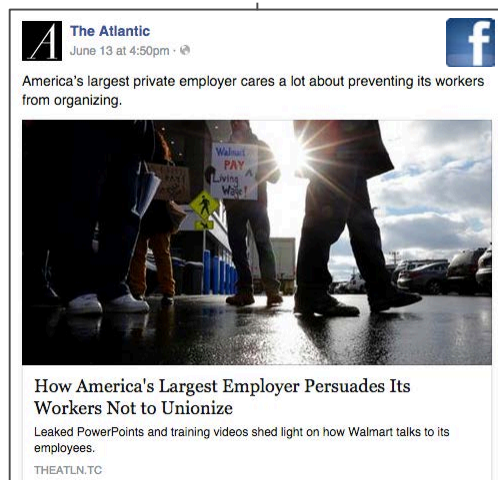 A
The Atlantic
June 13 at 4:50pm ·
f
America's largest private employer cares a lot about preventing its workers
from organizing.
Walmart
PAY
Living
Wage!
How America's Largest Employer Persuades Its
Workers Not to Unionize
Leaked PowerPoints and training videos shed light on how Walmart talks to its
employees.
THEATLN.TC